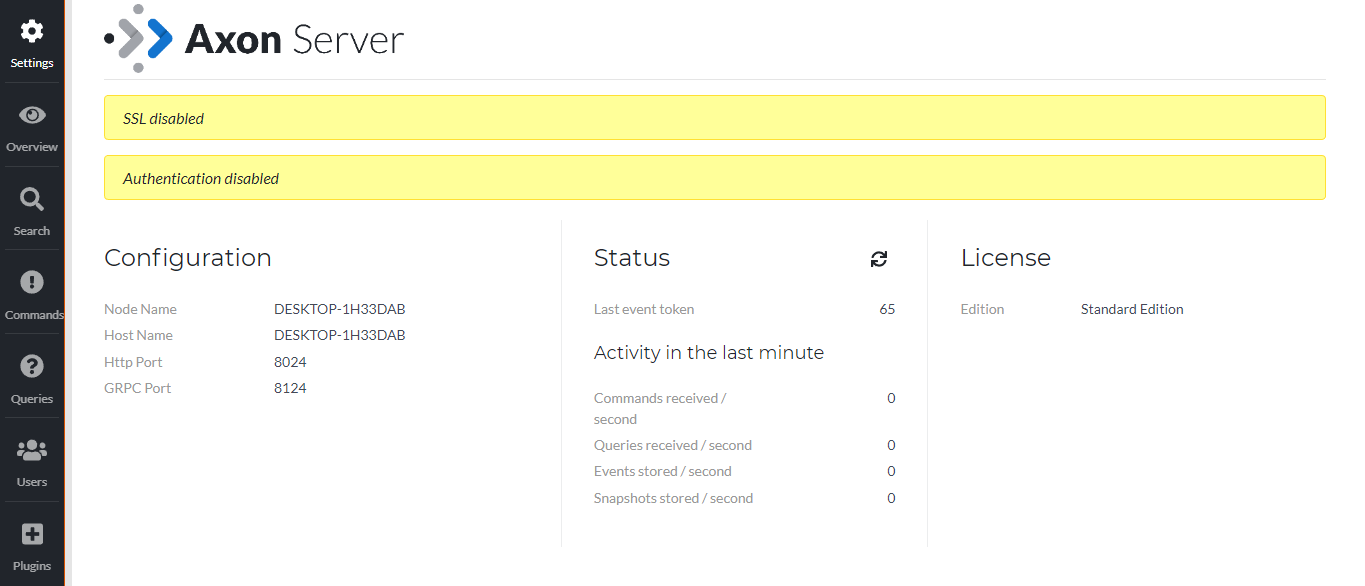 Settings
Overview
Search
Commands
Queries
Users
Plugins
Axon Server
SSL disabled
Authentication disabled
Configuration
Node Name DESKTOP-1H33DAB
Host Name DESKTOP-1H33DAB
Http Port 8024
GRPC Port 8124
Status
Last event token 65
Activity in the last minute
Commands received / 0
second
Queries received / second 0
Events stored / second 0
Snapshots stored / second 0
License
Edition Standard Edition